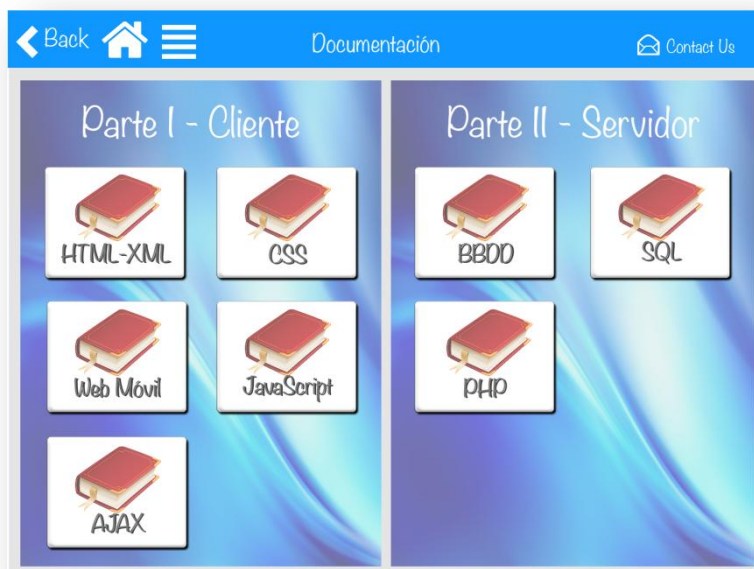 Back
Documentación
Contact Us
Parte I - Cliente
HTML-XML
CSS
Web Móvil
JavaScript
AJAX
Parte II - Servidor
BBDD
SQL
PHP